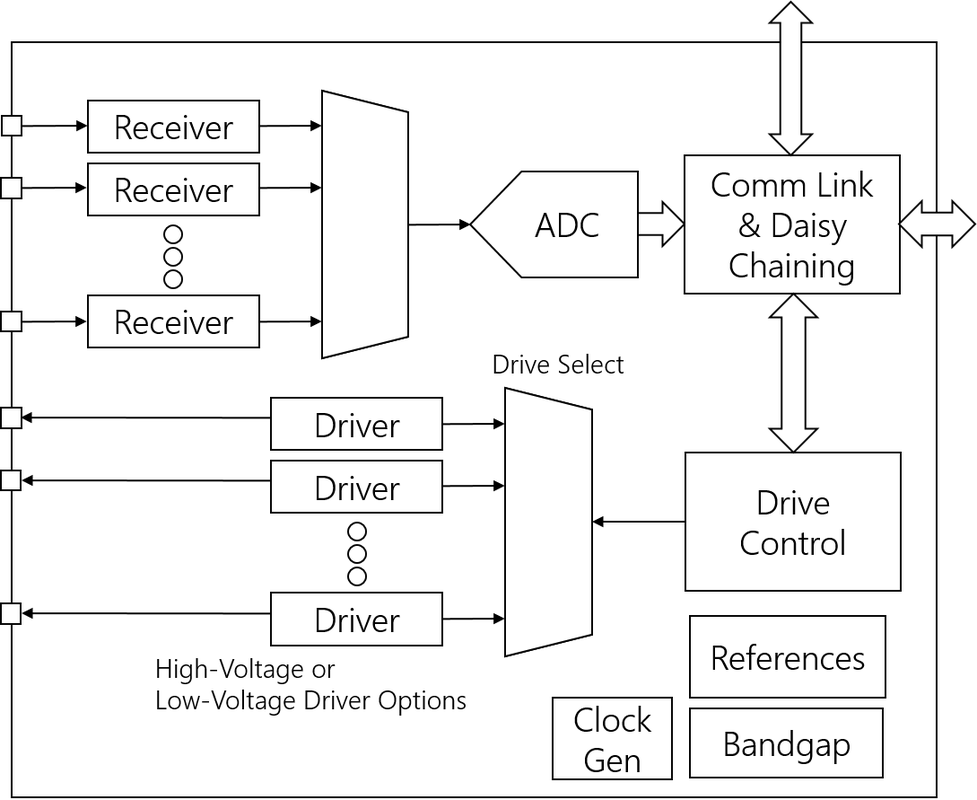 Receiver
Receiver
Receiver
ADC
Comm Link
& Daisy
Chaining
Drive Select
Driver
Driver
Driver
High-Voltage or
Low-Voltage Driver Options
Drive
Control
References
Clock
Gen
Bandgap